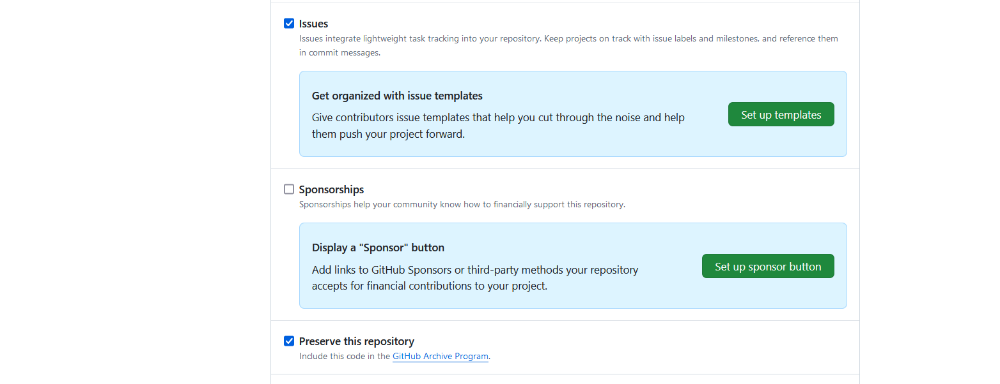 Issues
Issues integrate lightweight task tracking into your repository. Keep projects on track with issue labels and milestones, and reference them
in commit messages.
Get organized with issue templates
Give contributors issue templates that help you cut through the noise and help
them push your project forward.
Set up templates
Sponsorships
Sponsorships help your community know how to financially support this repository.
Display a "Sponsor" button
Add links to GitHub Sponsors or third-party methods your repository
accepts for financial contributions to your project.
Set up sponsor button
Preserve this repository
Include this code in the GitHub Archive Program.